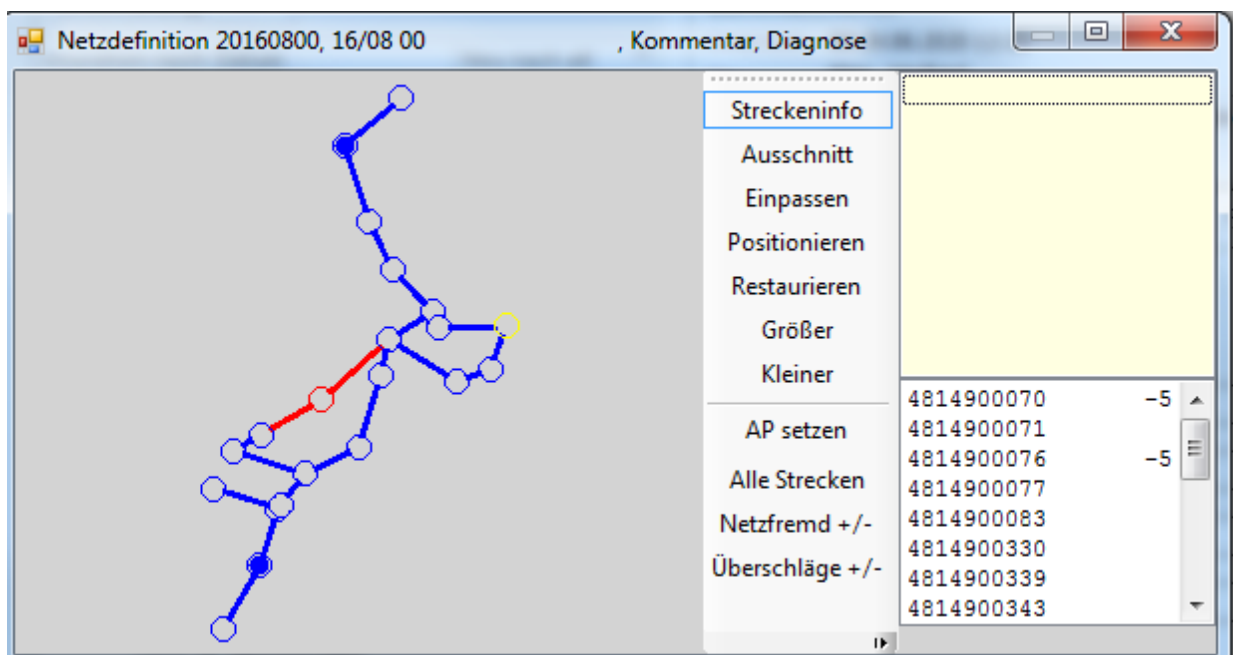 Netzdefinition 20160800, 16/08 00 , Kommentar, Diagnose
Streckeninfo
Ausschnitt
Einpassen
Positionieren
Restaurieren
Größer
Kleiner
AP setzen
Alle Strecken
Netzfremd +/-
Überschläge +/-
4814900070 -5
4814900071
4814900076 -5
4814900077
4814900083
4814900330
4814900339
4814900343